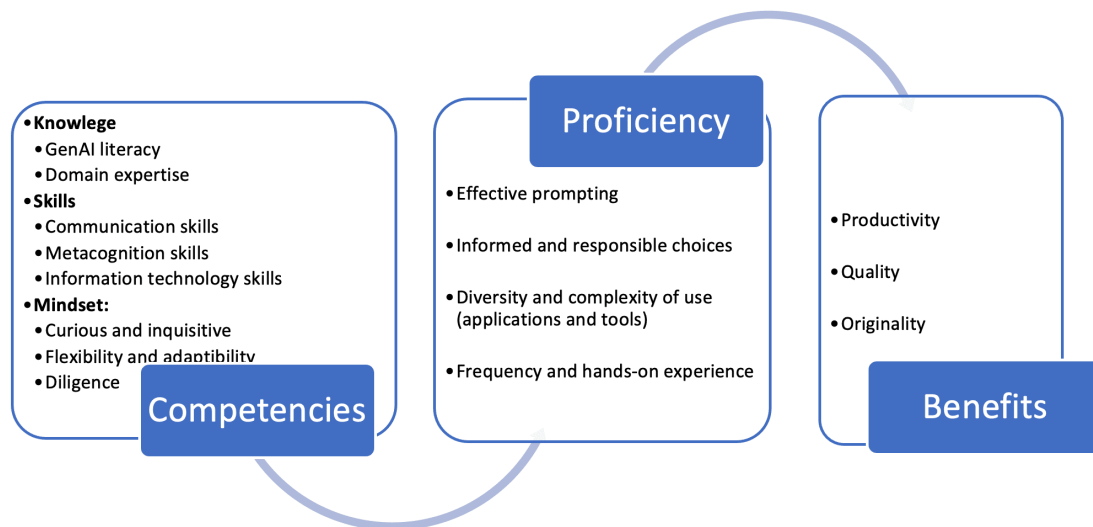 •Knowlege
•GenAI literacy
•Domain expertise
•Skills
•Communication skills
•Metacognition skills
•Information technology skills
•Mindset:
•Curious and inquisitive
•Flexibility and adaptibility
•Diligence
Competencies
Proficiency
•Effective prompting
•Informed and responsible choices
•Diversity and complexity of use
(applications and tools)
•Frequency and hands-on experience
•Productivity
•Quality
•Originality
Benefits